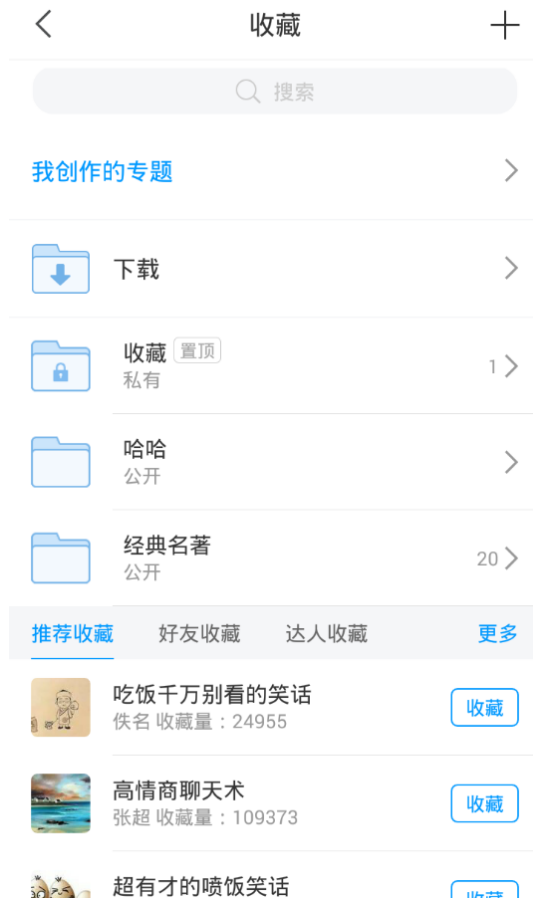 收藏
搜索
我创作的专题
下载
收藏 置顶
私有
1
哈哈
公开
经典名著
公开
20
推荐收藏 好友收藏 达人收藏 更多
吃饭千万别看的笑话
佚名 收藏量：24955
收藏
高情商聊天术
张超 收藏量：109373
收藏
超有才的喷饭笑话
收藏